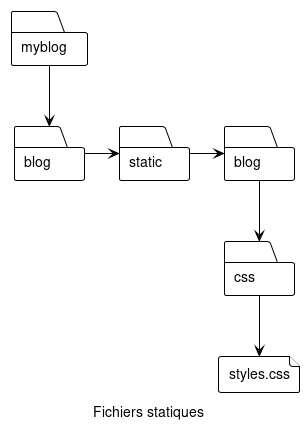 myblog
blog
static
blog
css
styles.css
Fichiers statiques